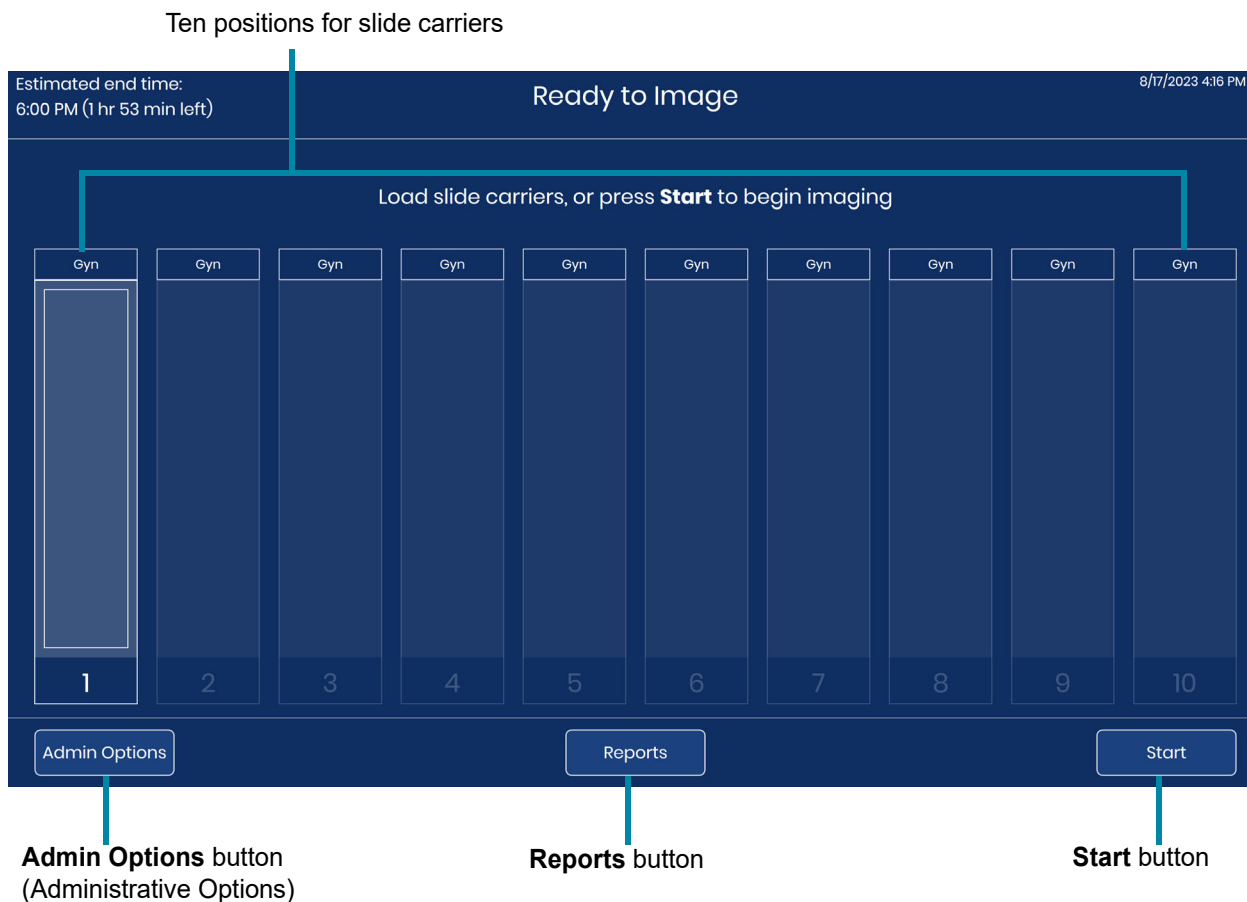 Ten positions for slide carriers
Estimated end time:
6:00 PM (1 hr 53 min left)
Ready to Image
8/17/2023 4:16 PM
Load slide carriers, or press Start to begin imaging
Gyn Gyn Gyn Gyn Gyn Gyn Gyn Gyn Gyn Gyn
1 2 3 4 5 6 7 8 9 10
Admin Options
Reports
Start
Admin Options button
(Administrative Options)
Reports button
Start button